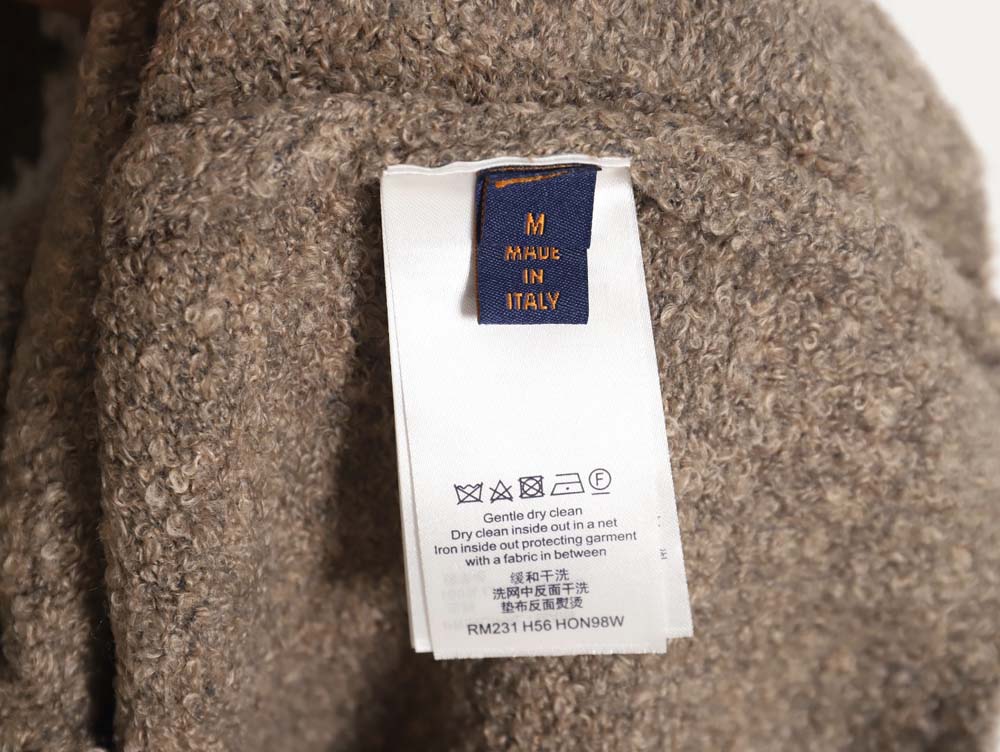 M
MADE
IN
ITALY
F
Gentle dry clean
Dry clean inside out in a net
Iron inside out protecting garment
with a fabric in between
缓和干洗
洗网中反面干洗
垫布反面熨烫
RM231 H56 HON98W